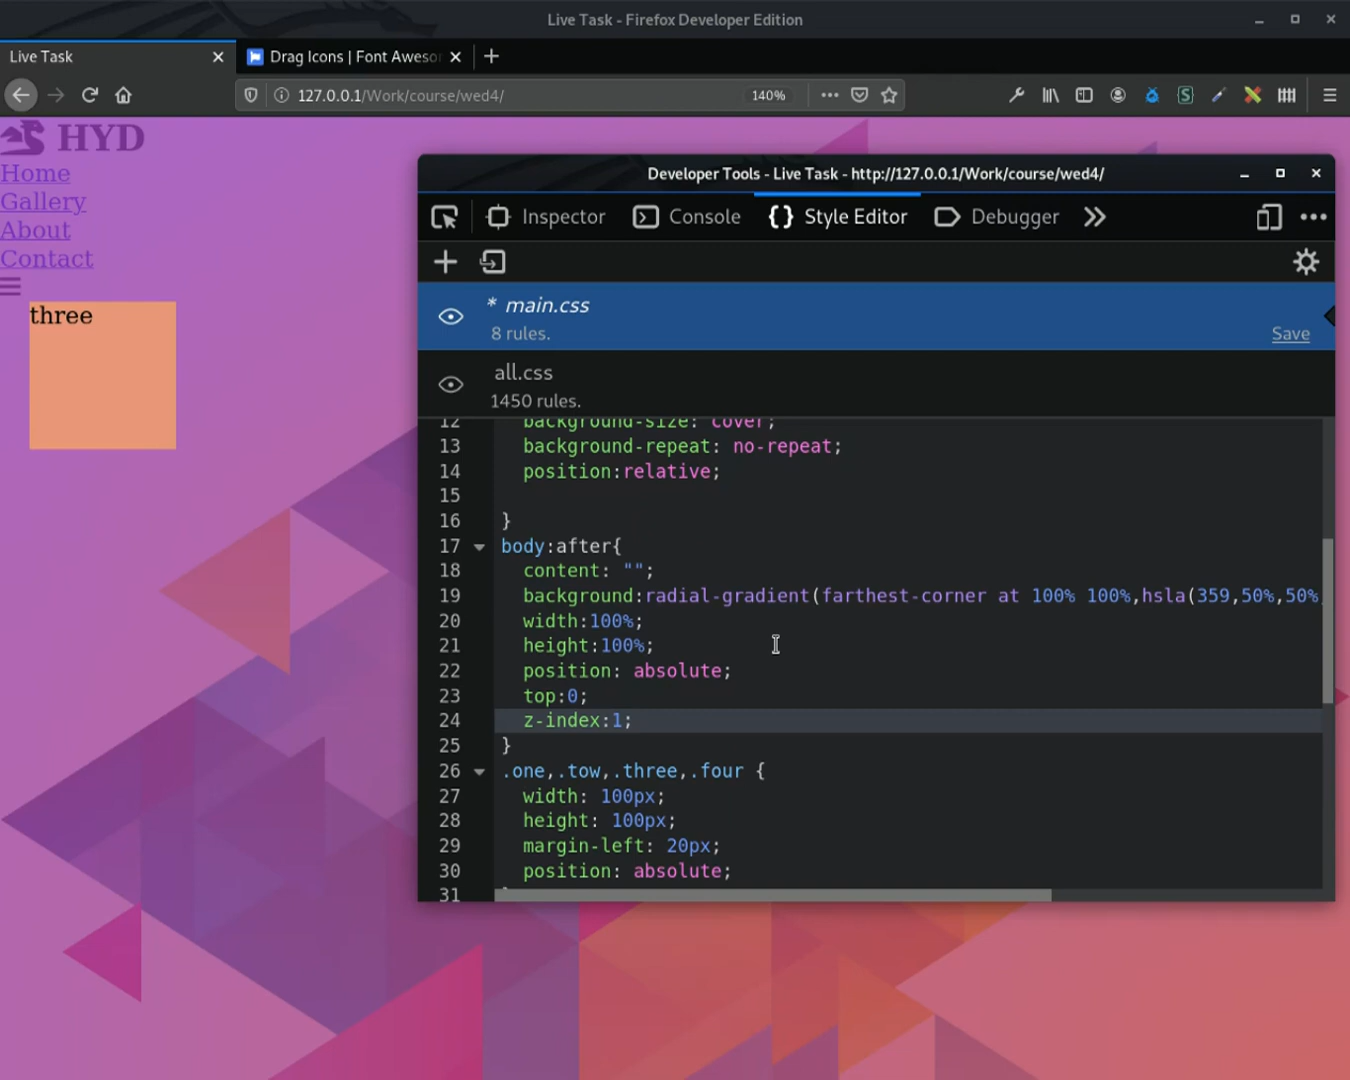 Live Task - Firefox Developer Edition
Live Task
Drag Icons | Font Aweso
127.0.0.1/Work/course/wed4/
140%
HYD
Home
Gallery
About
Contact
three
Developer Tools - Live Task - http://127.0.0.1/Work/course/wed4/
Inspector
Console
{} Style Editor
Debugger
* main.css
8 rules.
Save
all.css
1450 rules.
12 background-size: cover;
13 background-repeat: no-repeat;
14 position:relative;
15
16 }
17 body:after{
18 content: "";
19 background:radial-gradient(farthest-corner at 100% 100%,hsla(359,50%,50%,
20 width:100%;
21 height:100%;
22 position: absolute;
23 top:0;
24 z-index:1;
25 }
26 .one,.tow,.three,.four {
27 width: 100px;
28 height: 100px;
29 margin-left: 20px;
30 position: absolute;
31